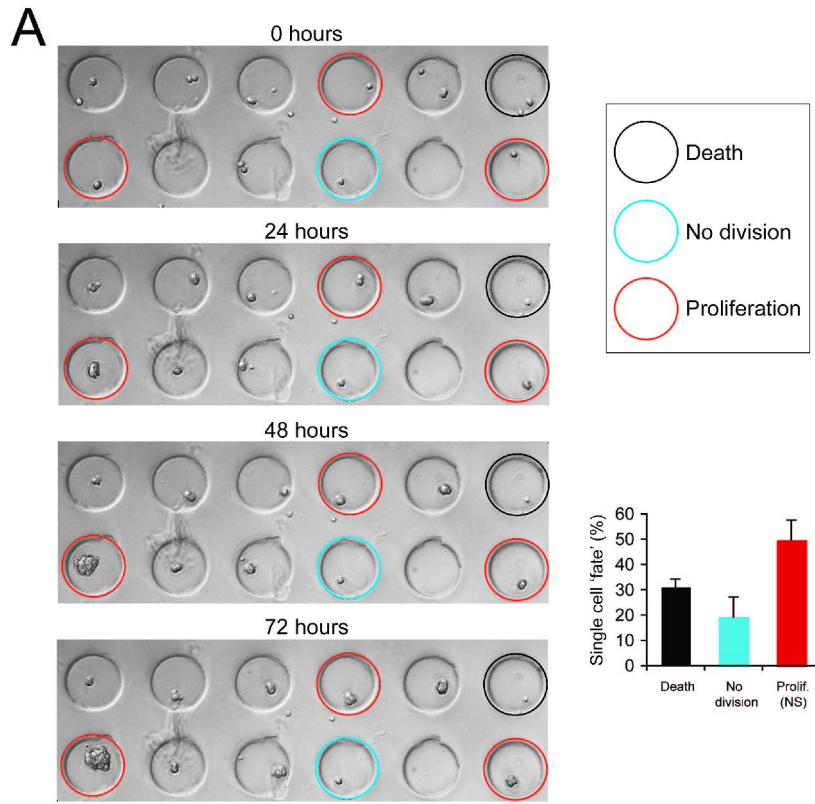 A
0 hours
24 hours
48 hours
72 hours
Death
No division
Proliferation
Single cell 'fate' (%)
60
50
40
30
20
10
0
Death
No
division
Prolif.
(NS)